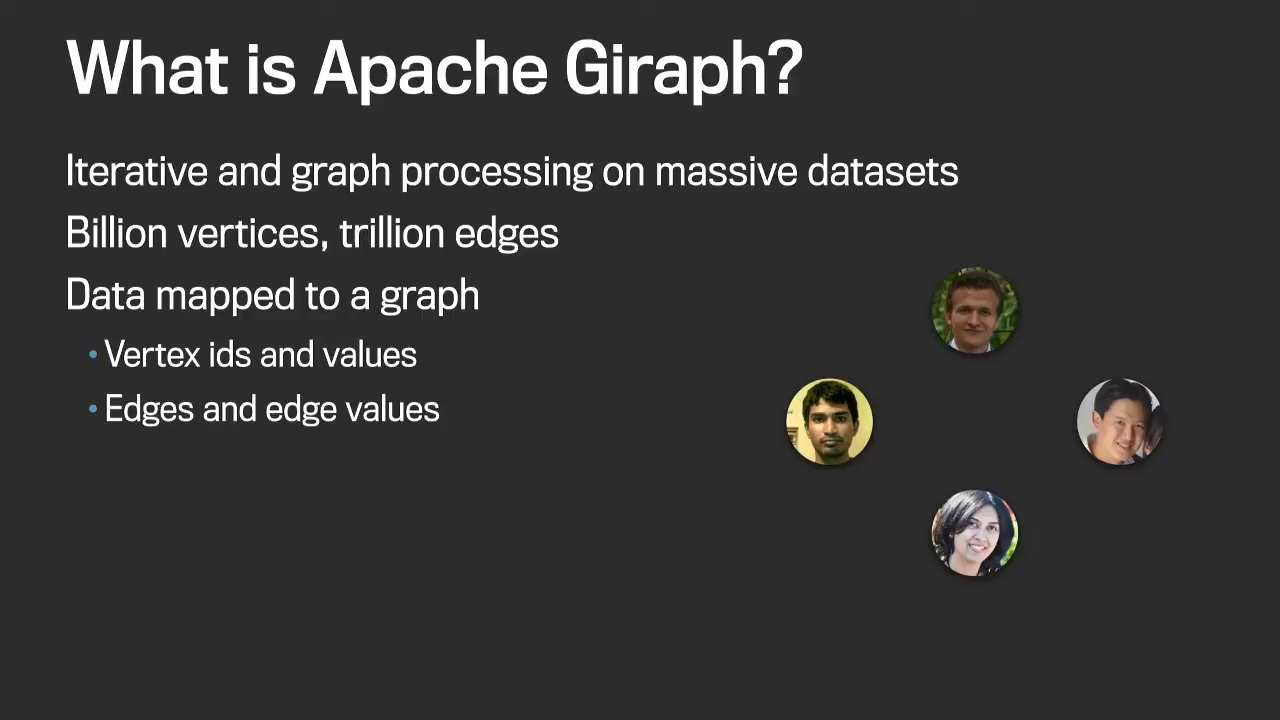 What is Apache Giraph?
Iterative and graph processing on massive datasets
Billion vertices, trillion edges
Data mapped to a graph
• Vertex ids and values
• Edges and edge values